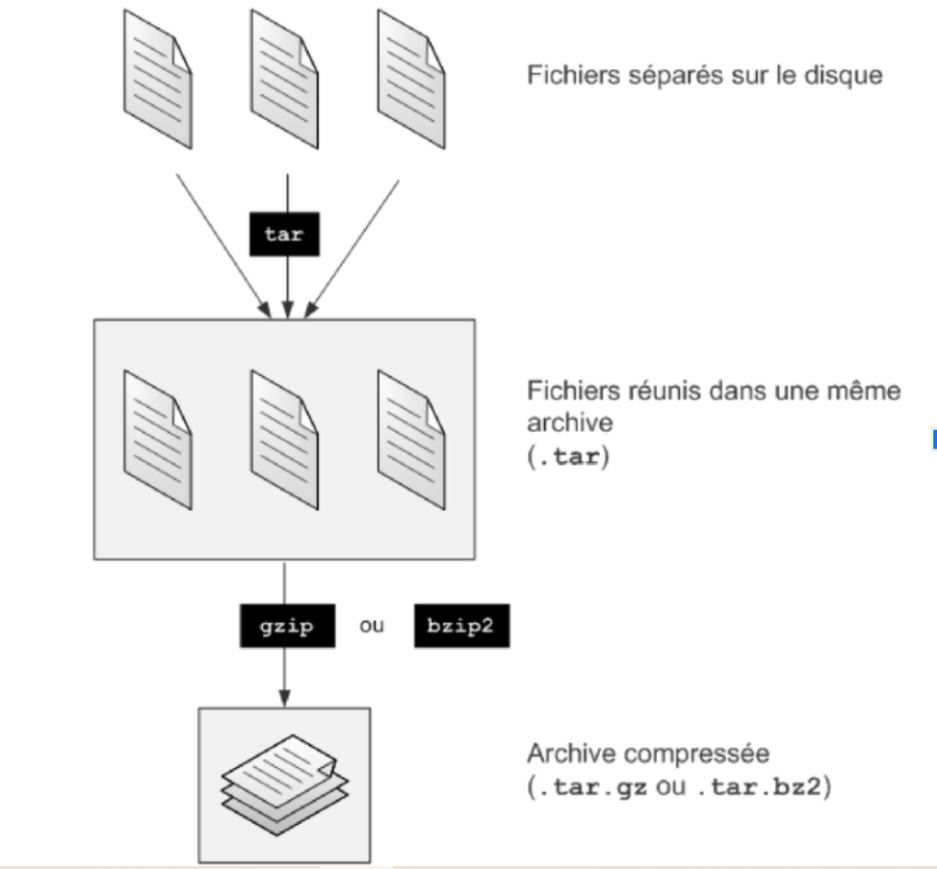 Fichiers séparés sur le disque
tar
Fichiers réunis dans une même
archive
(.tar)
gzip ou bzip2
Archive compressée
(.tar.gz ou .tar.bz2)